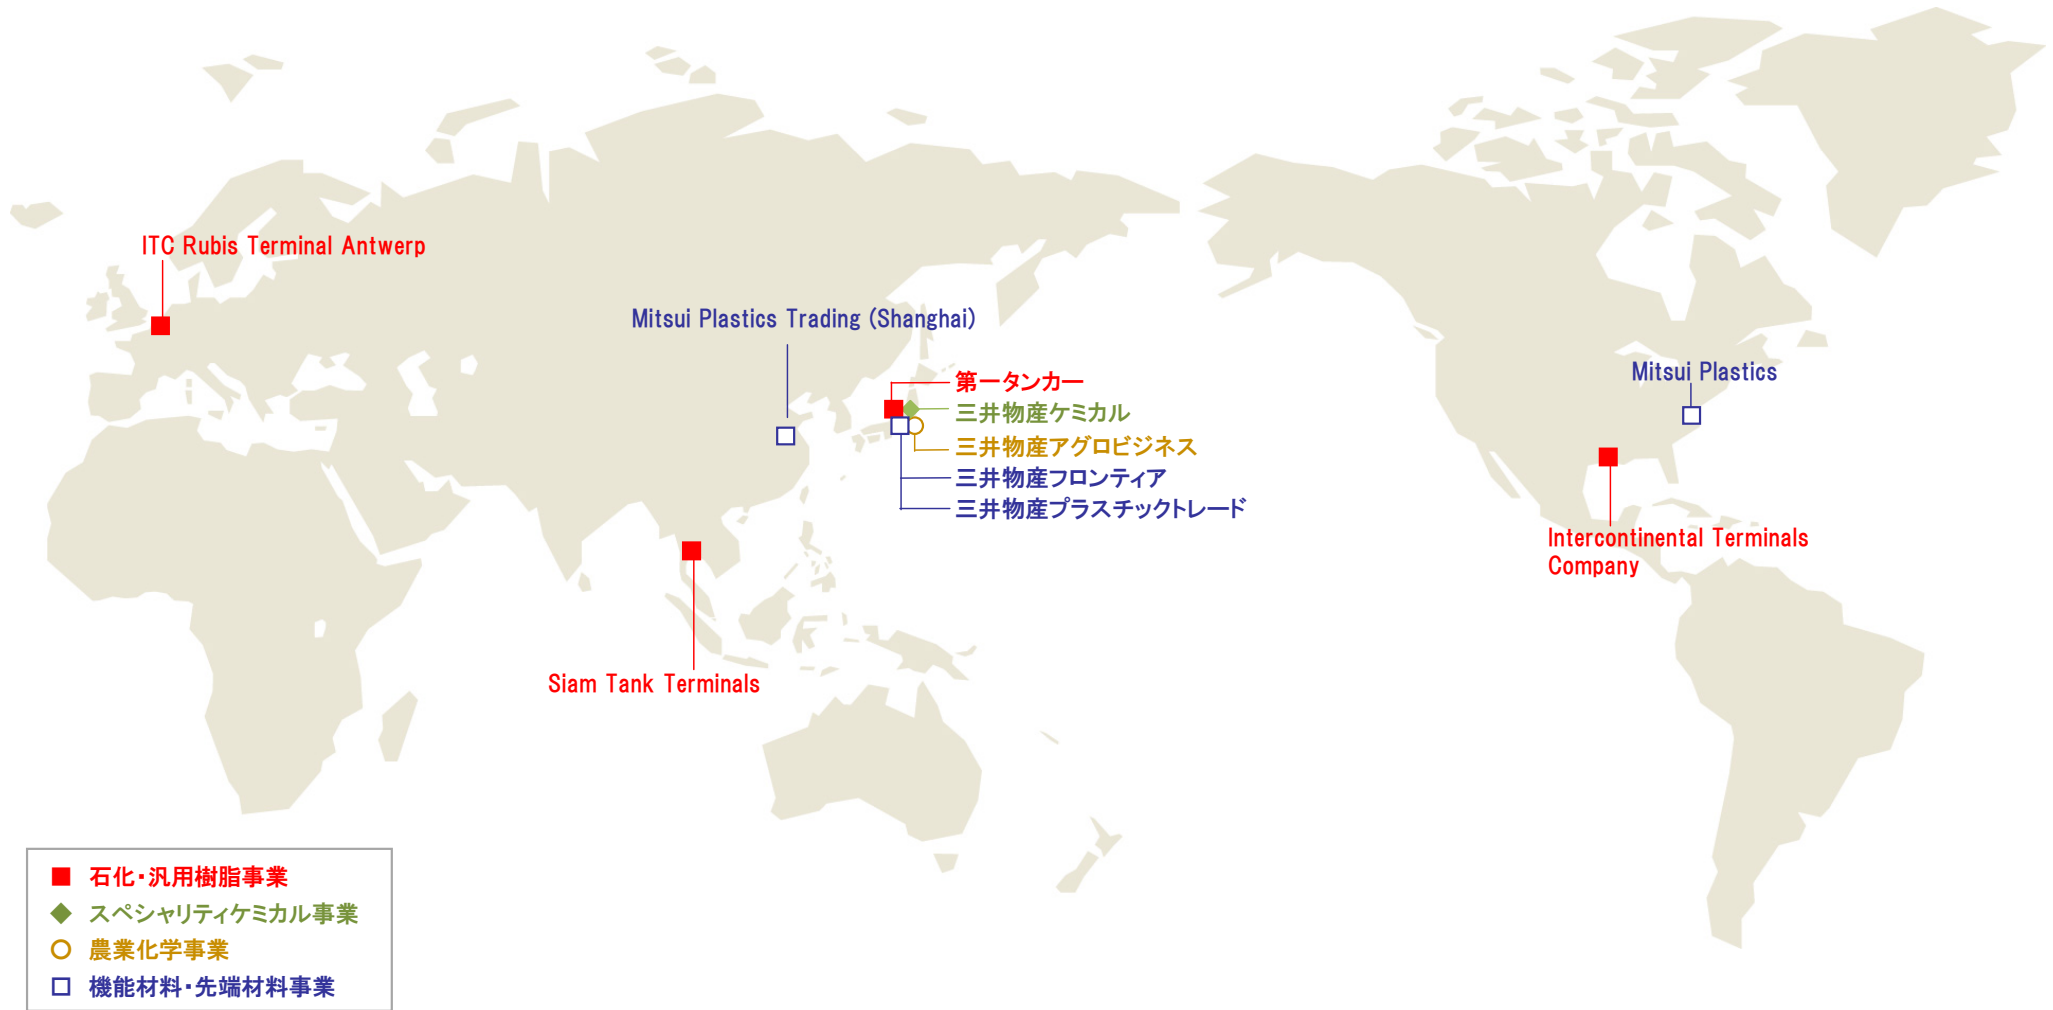 ITC Rubis Terminal Antwerp
Mitsui Plastics Trading (Shanghai)
第一タンカー
三井物産ケミカル
三井物産アグロビジネス
三井物産フロンティア
三井物産プラスチックトレード
Mitsui Plastics
Intercontinental Terminals
Company
Siam Tank Terminals
石化・汎用樹脂事業
スペシャリティケミカル事業
農業化学事業
機能材料・先端材料事業